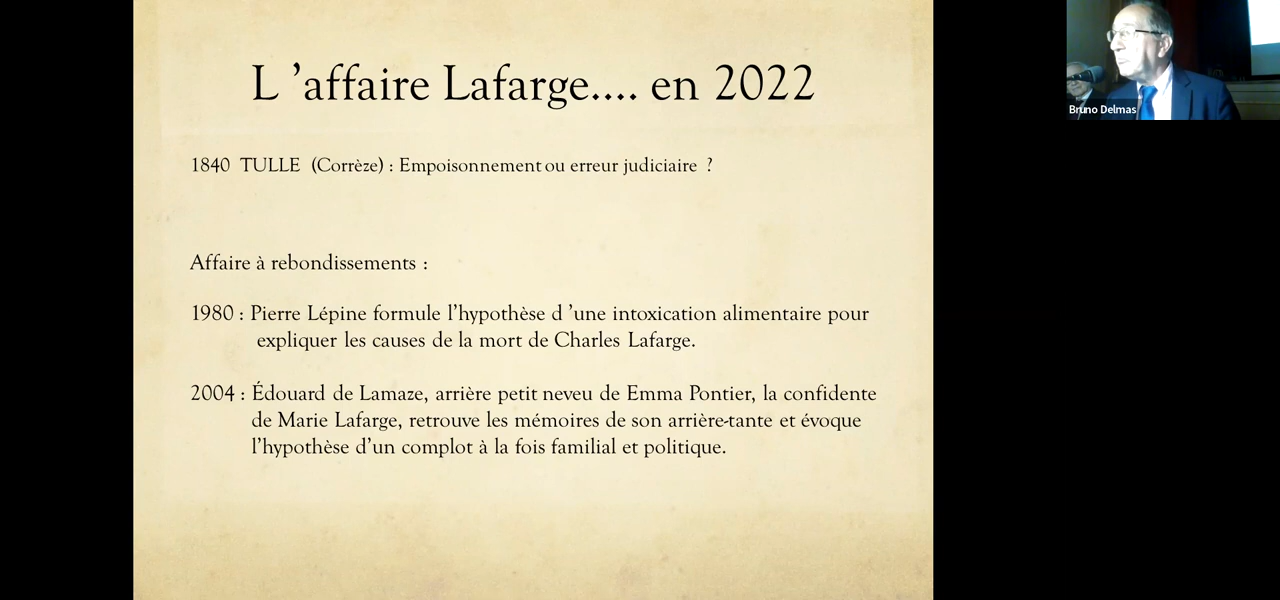 L ’affaire Lafarge.... en 2022
1840 TULLE (Corrèze) : Empoisonnement ou erreur judiciaire ?
Affaire à rebondissements :
1980 : Pierre Lépine formule l’hypothèse d ’une intoxication alimentaire pour
expliquer les causes de la mort de Charles Lafarge.
2004 : Édouard de Lamaze, arrière petit neveu de Emma Pontier, la confidente
de Marie Lafarge, retrouve les mémoires de son arrière-tante et évoque
l’hypothèse d’un complot à la fois familial et politique.
Bruno Delmas